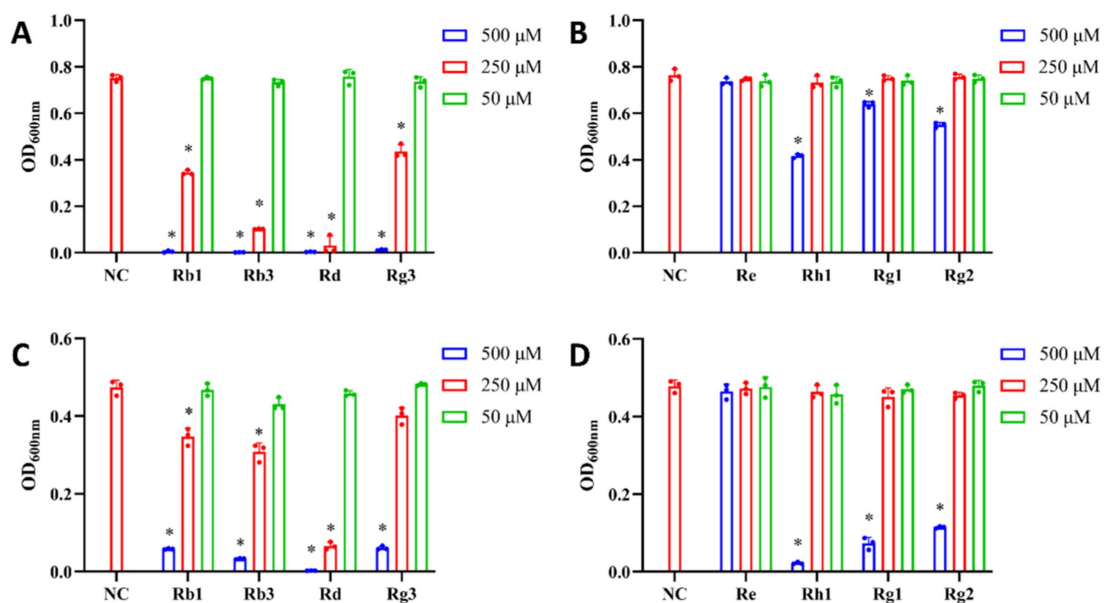 A
OD600nm
1.0
0.8
0.6
0.4
0.2
0.0
* * * * * * * *
NC Rb1 Rb3 Rd Rg3
500 μM
250 μM
50 μM
B
OD600nm
1.0
0.8
0.6
0.4
0.2
0.0
* * *
NC Re Rh1 Rg1 Rg2
500 μM
250 μM
50 μM
C
OD600nm
0.6
0.4
0.2
0.0
* * * * * * *
NC Rb1 Rb3 Rd Rg3
500 μM
250 μM
50 μM
D
OD600nm
0.6
0.4
0.2
0.0
* * *
NC Re Rh1 Rg1 Rg2
500 μM
250 μM
50 μM